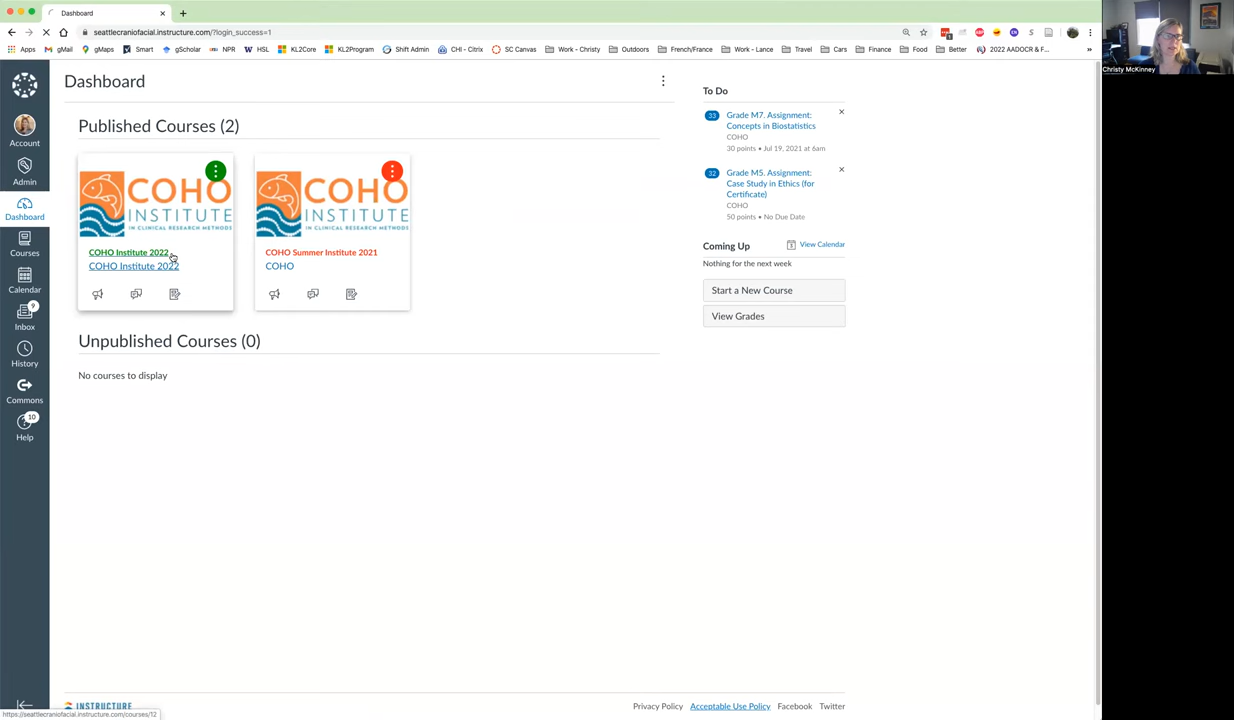 Dashboard
seattlecraniofacial.instructure.com/?login_success=1
Apps
gMail
gMaps
Smart
gScholar
NPR
HSL
KL2Core
KL2Program
Shift Admin
CHI - Citrix
SC Canvas
Work - Christy
Outdoors
French/France
Work - Lance
Travel
Cars
Finance
Food
Better
2022 AADOCR & F...
»
Christy McKinney
Account
Admin
Dashboard
Courses
Calendar
9
Inbox
History
Commons
10
Help
Dashboard
Published Courses (2)
COHO
INSTITUTE
IN CLINICAL RESEARCH METHODS
COHO Institute 2022
COHO Institute 2022
COHO
INSTITUTE
IN CLINICAL RESEARCH METHODS
COHO Summer Institute 2021
COHO
Unpublished Courses (0)
No courses to display
To Do
33
Grade M7. Assignment:
Concepts in Biostatistics
COHO
30 points • Jul 19, 2021 at 6am
32
Grade M5. Assignment:
Case Study in Ethics (for
Certificate)
COHO
50 points • No Due Date
Coming Up
View Calendar
Nothing for the next week
Start a New Course
View Grades
INSTRUCTURE
Privacy Policy
Acceptable Use Policy
Facebook
Twitter
https://seattlecraniofacial.instructure.com/courses/12